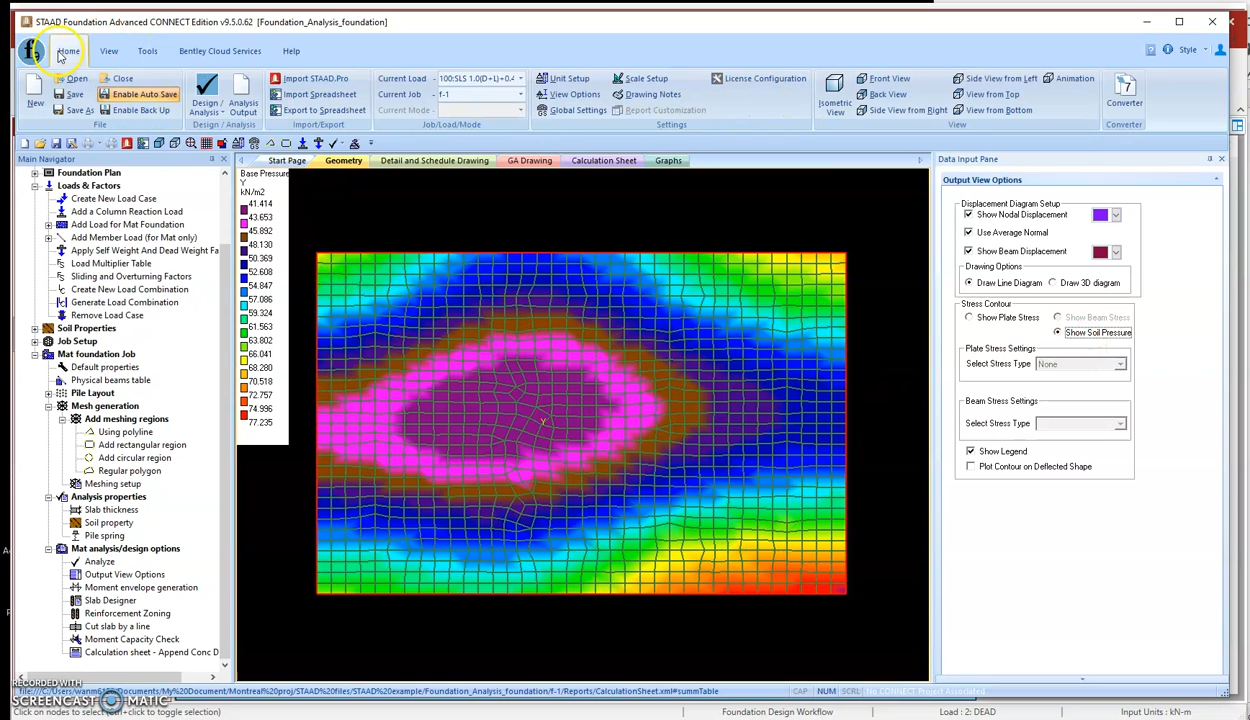 STAAD Foundation Advanced CONNECT Edition v9.5.0.62 [Foundation_Analysis_foundation]
Home View Tools Bentley Cloud Services Help Style
New
Open
Save
Save As
Close
Enable Auto Save
Enable Back Up
File
Design / Analysis
Analysis Output
Design / Analysis
Import STAAD.Pro
Import Spreadsheet
Export to Spreadsheet
Import/Export
Current Load 100:SLS 1.0(D+L)+0.4
Current Job f-1
Current Mode
Job/Load/Mode
Unit Setup
View Options
Global Settings
Scale Setup
Drawing Notes
Report Customization
License Configuration
Settings
Isometric View
Front View
Back View
Side View from Right
Side View from Left
View from Top
View from Bottom
Animation
View
7
Converter
Converter
Main Navigator
Start Page Geometry Detail and Schedule Drawing GA Drawing Calculation Sheet Graphs
Data Input Pane
Foundation Plan
Loads & Factors
Create New Load Case
Add a Column Reaction Load
Add Load for Mat Foundation
Add Member Load (for Mat only)
Apply Self Weight And Dead Weight Fa
Load Multiplier Table
Sliding and Overturning Factors
Create New Load Combination
Generate Load Combination
Remove Load Case
Soil Properties
Job Setup
Mat foundation Job
Default properties
Physical beams table
Pile Layout
Mesh generation
Add meshing regions
Using polyline
Add rectangular region
Add circular region
Regular polygon
Meshing setup
Analysis properties
Slab thickness
Soil property
Pile spring
Mat analysis/design options
Analyze
Output View Options
Moment envelope generation
Slab Designer
Reinforcement Zoning
Cut slab by a line
Moment Capacity Check
Calculation sheet - Append Conc D
Base Pressure
Y
kN/m2
41.414
43.653
45.892
48.130
50.369
52.608
54.847
57.086
59.324
61.563
63.802
66.041
68.280
70.518
72.757
74.996
77.235
Y
Output View Options
Displacement Diagram Setup
Show Nodal Displacement
Use Average Normal
Show Beam Displacement
Drawing Options
Draw Line Diagram Draw 3D diagram
Stress Contour
Show Plate Stress Show Beam Stress
Show Soil Pressure
Plate Stress Settings
Select Stress Type None
Beam Stress Settings
Select Stress Type
Show Legend
Plot Contour on Deflected Shape
RECORDED WITH
SCREENCAST MATIC
CAP NUM SCRL No CONNECT Project Associated
Click on nodes to select (ctrl+click to toggle selection) Foundation Design Workflow Load : 2: DEAD Input Units : kN-m